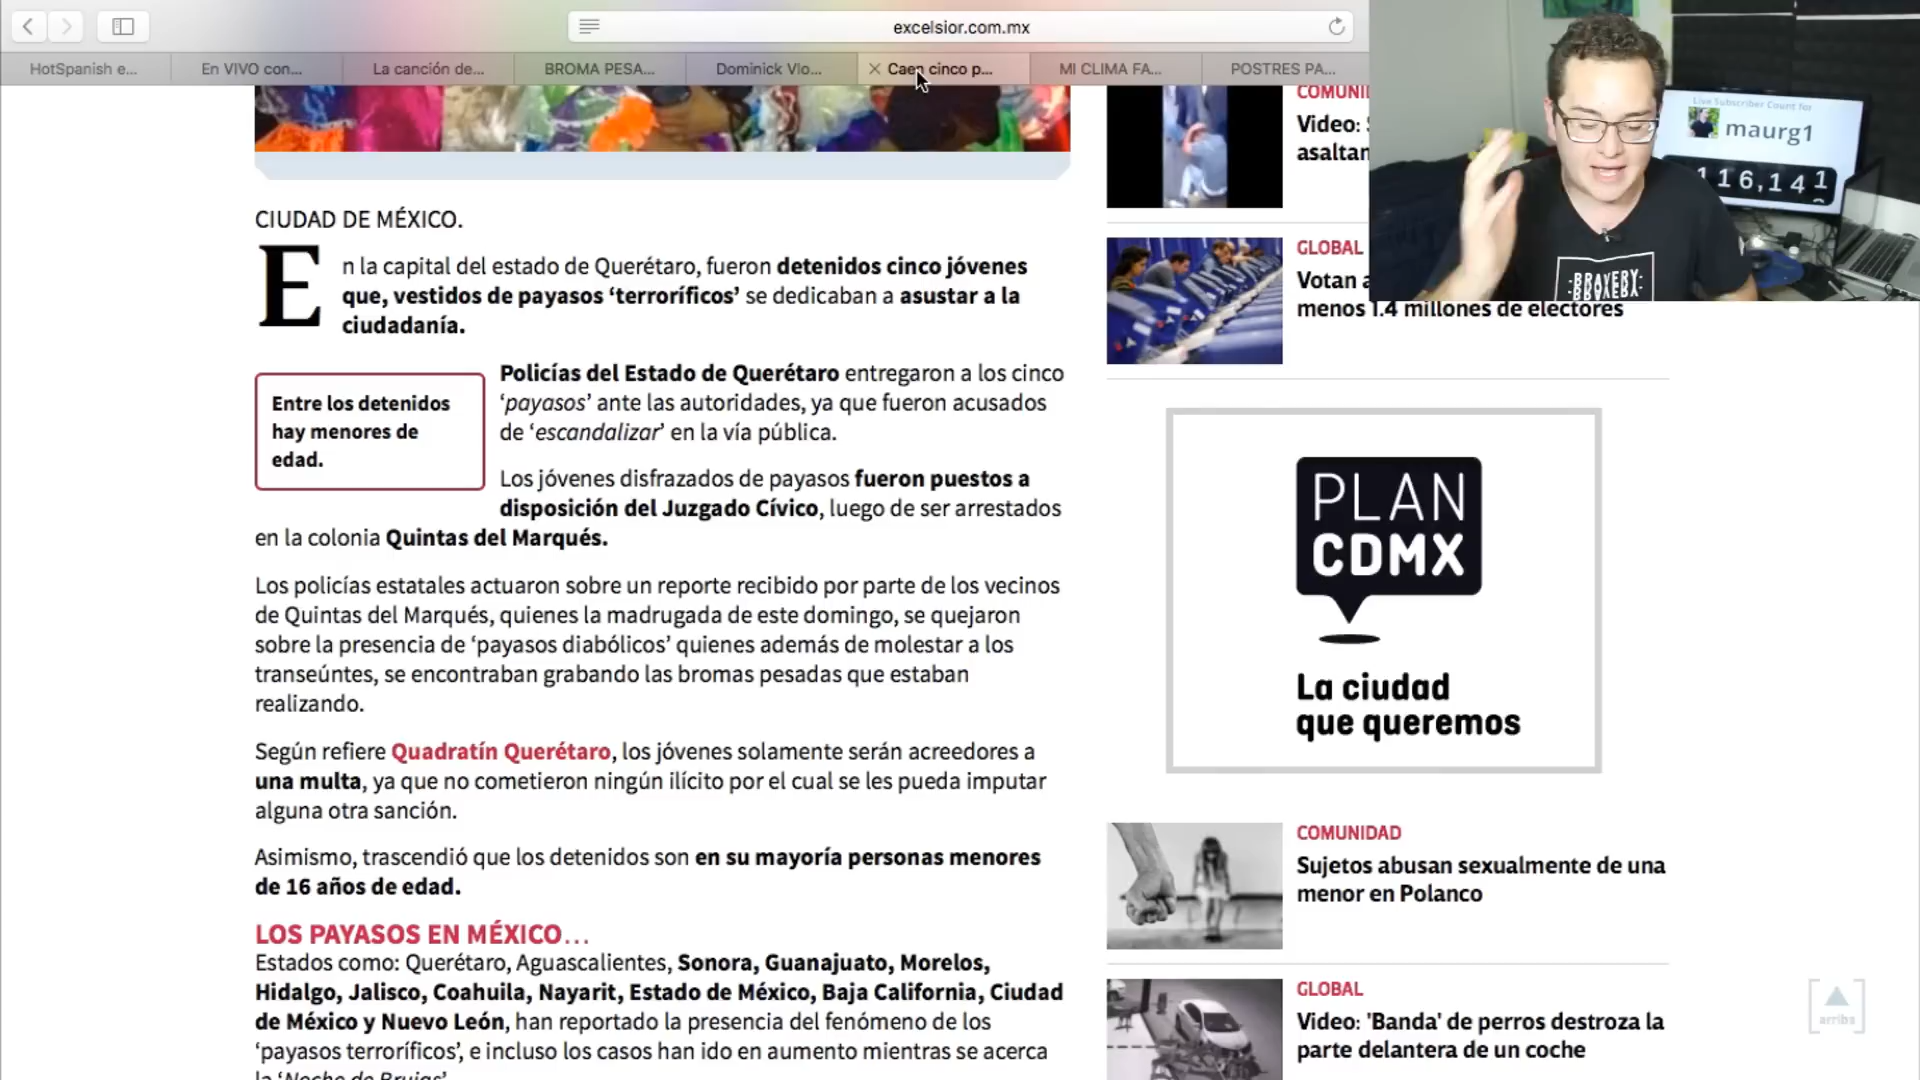 excelsior.com.mx
HotSpanish e...
En VIVO con...
La canción de...
BROMA PESA...
Dominick Vlo...
Caen cinco p...
MI CLIMA FA...
POSTRES PA...
Live Subscriber Count for
maurg1
116,141
BRAVERY
CIUDAD DE MÉXICO.
En la capital del estado de Querétaro, fueron detenidos cinco jóvenes
que, vestidos de payasos ‘terroríficos’ se dedicaban a asustar a la
ciudadanía.
Entre los detenidos
hay menores de
edad.
Policías del Estado de Querétaro entregaron a los cinco
‘payasos’ ante las autoridades, ya que fueron acusados
de ‘escandalizar’ en la vía pública.
Los jóvenes disfrazados de payasos fueron puestos a
disposición del Juzgado Cívico, luego de ser arrestados
en la colonia Quintas del Marqués.
Los policías estatales actuaron sobre un reporte recibido por parte de los vecinos
de Quintas del Marqués, quienes la madrugada de este domingo, se quejaron
sobre la presencia de ‘payasos diabólicos’ quienes además de molestar a los
transeúntes, se encontraban grabando las bromas pesadas que estaban
realizando.
Según refiere Quadratín Querétaro, los jóvenes solamente serán acreedores a
una multa, ya que no cometieron ningún ilícito por el cual se les pueda imputar
alguna otra sanción.
Asimismo, trascendió que los detenidos son en su mayoría personas menores
de 16 años de edad.
LOS PAYASOS EN MÉXICO...
Estados como: Querétaro, Aguascalientes, Sonora, Guanajuato, Morelos,
Hidalgo, Jalisco, Coahuila, Nayarit, Estado de México, Baja California, Ciudad
de México y Nuevo León, han reportado la presencia del fenómeno de los
‘payasos terroríficos’, e incluso los casos han ido en aumento mientras se acerca
la ‘Noche de Brujas’
Video:
asaltan
GLOBAL
Votan a
menos 1.4 millones de electores
PLAN
CDMX
La ciudad
que queremos
COMUNIDAD
Sujetos abusan sexualmente de una
menor en Polanco
GLOBAL
Video: 'Banda' de perros destroza la
parte delantera de un coche
arriba